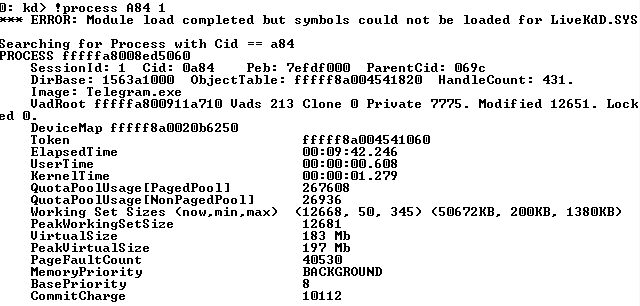 0: kd> !process A84 1
*** ERROR: Module load completed but symbols could not be loaded for LiveKdD.SYS
Searching for Process with Cid == a84
PROCESS fffffa8008ed5060
SessionId: 1  Cid: 0a84    Peb: 7efdf000  ParentCid: 069c
DirBase: 1563a1000  ObjectTable: fffff8a004541820  HandleCount: 431.
Image: Telegram.exe
VadRoot fffffa800911a710 Vads 213 Clone 0 Private 7775. Modified 12651. Lock
ed 0.
DeviceMap fffff8a0020b6250
Token                             fffff8a004541060
ElapsedTime                       00:09:42.246
UserTime                          00:00:00.608
KernelTime                        00:00:01.279
QuotaPoolUsage[PagedPool]         267608
QuotaPoolUsage[NonPagedPool]      26936
Working Set Sizes (now,min,max)  (12668, 50, 345) (50672KB, 200KB, 1380KB)
PeakWorkingSetSize                12681
VirtualSize                       183 Mb
PeakVirtualSize                   197 Mb
PageFaultCount                    40530
MemoryPriority                    BACKGROUND
BasePriority                      8
CommitCharge                      10112